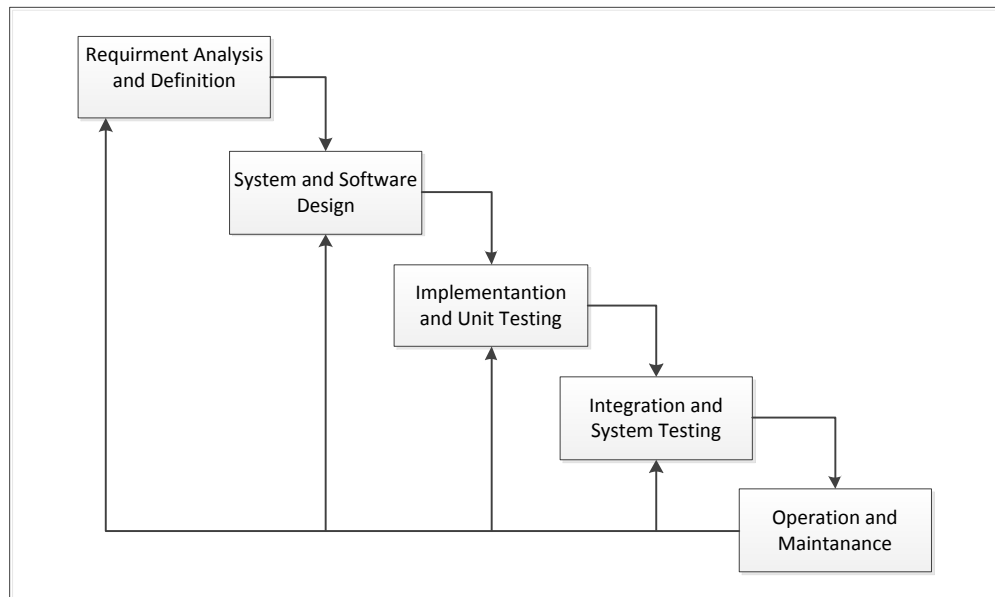 Requirment Analysis
and Definition
System and Software
Design
Implementantion
and Unit Testing
Integration and
System Testing
Operation and
Maintanance